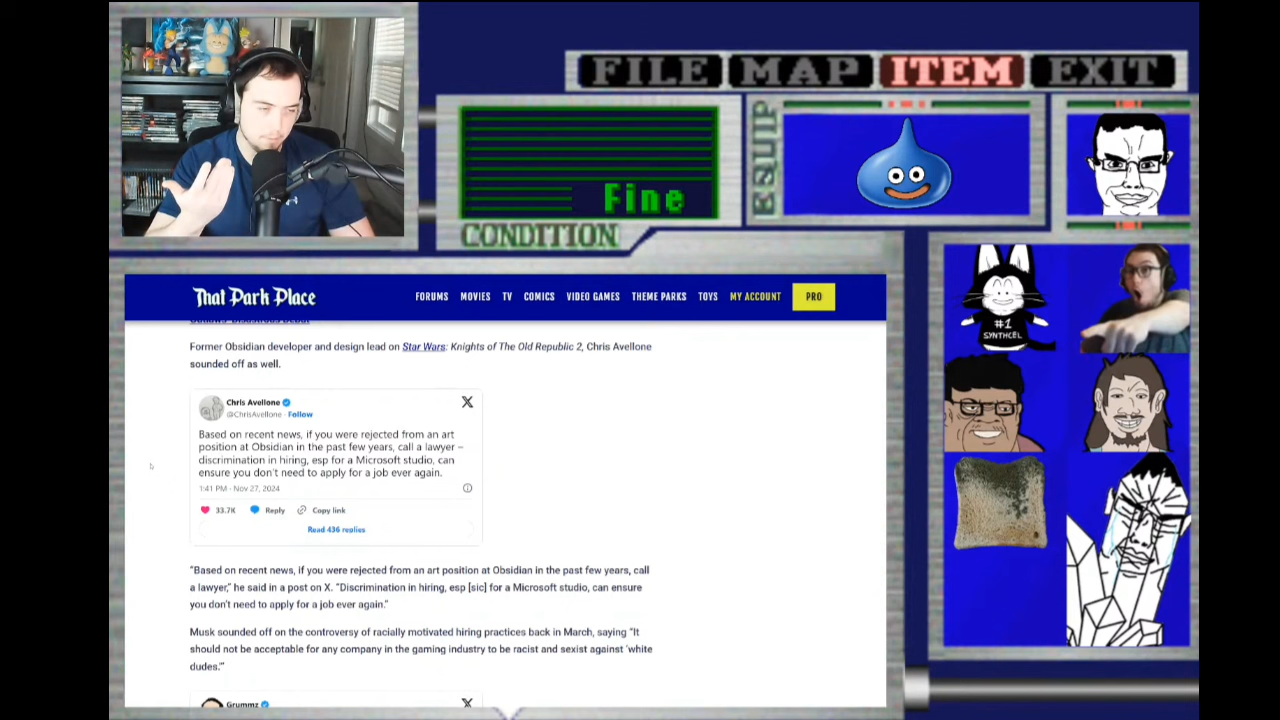 FILE MAP ITEM EXIT
EQUIP
Fine
CONDITION
#1
SYNTHCEL
That Park Place
FORUMS MOVIES TV COMICS VIDEO GAMES THEME PARKS TOYS MY ACCOUNT PRO
Outlaws' Disastrous Debut
Former Obsidian developer and design lead on Star Wars: Knights of The Old Republic 2, Chris Avellone
sounded off as well.
Chris Avellone
@ChrisAvellone · Follow
Based on recent news, if you were rejected from an art
position at Obsidian in the past few years, call a lawyer –
discrimination in hiring, esp for a Microsoft studio, can
ensure you don't need to apply for a job ever again.
1:41 PM · Nov 27, 2024
33.7K Reply Copy link
Read 436 replies
"Based on recent news, if you were rejected from an art position at Obsidian in the past few years, call
a lawyer," he said in a post on X. "Discrimination in hiring, esp [sic] for a Microsoft studio, can ensure
you don't need to apply for a job ever again."
Musk sounded off on the controversy of racially motivated hiring practices back in March, saying "It
should not be acceptable for any company in the gaming industry to be racist and sexist against 'white
dudes.'"
Grummz